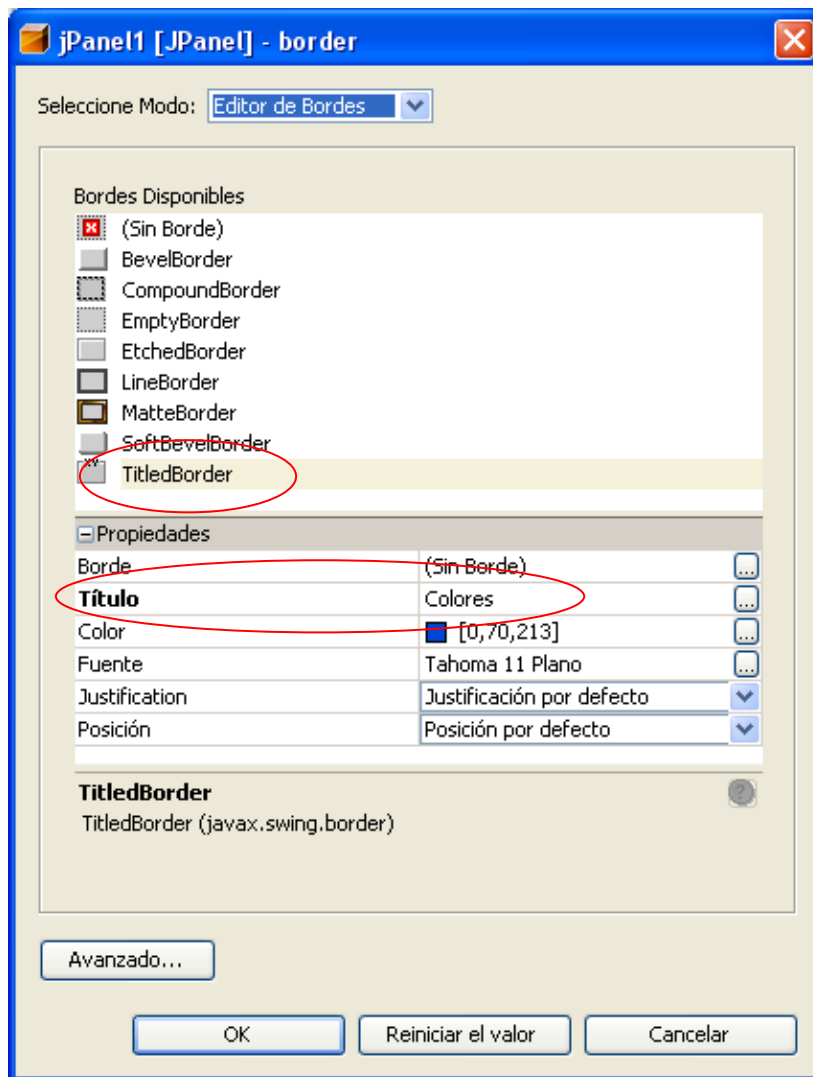 jPanel1 [JPanel] - border
Seleccione Modo: Editor de Bordes
Bordes Disponibles
(Sin Borde)
BevelBorder
CompoundBorder
EmptyBorder
EtchedBorder
LineBorder
MatteBorder
SoftBevelBorder
XY
TitledBorder
Propiedades
Borde (Sin Borde) ...
Título Colores ...
Color [0,70,213] ...
Fuente Tahoma 11 Plano ...
Justification Justificación por defecto
Posición Posición por defecto
TitledBorder ?
TitledBorder (javax.swing.border)
Avanzado...
OK Reiniciar el valor Cancelar